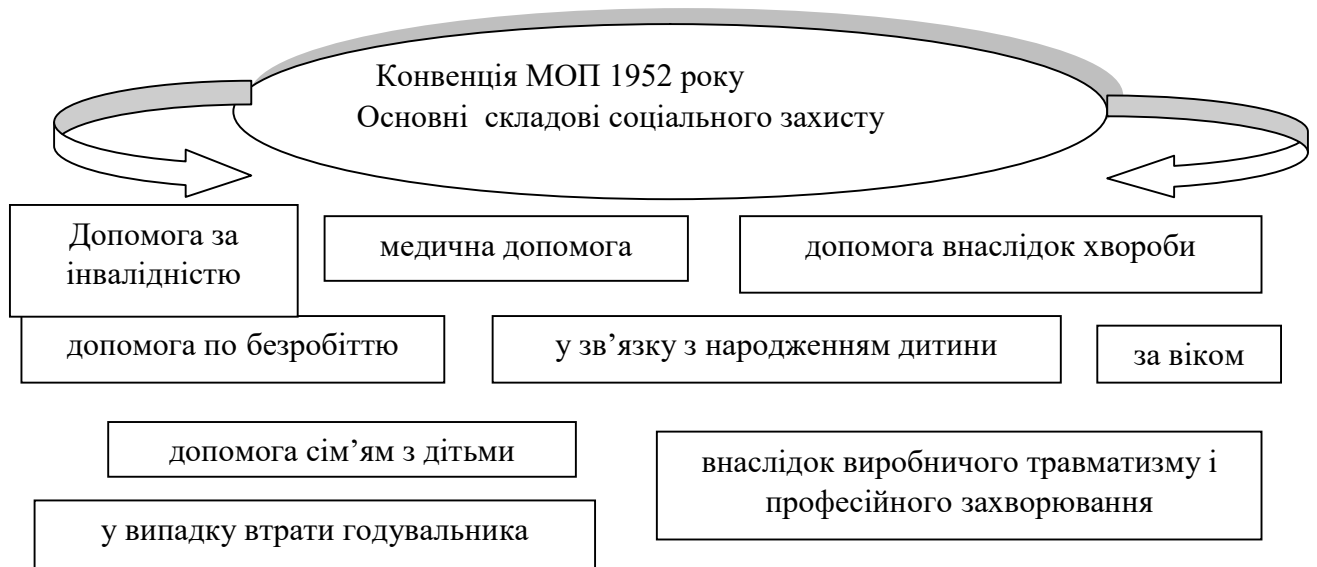 Конвенція МОП 1952 року
Основні складові соціального захисту
Допомога за
інвалідністю
медична допомога
допомога внаслідок хвороби
допомога по безробіттю
у зв’язку з народженням дитини
за віком
допомога сім’ям з дітьми
внаслідок виробничого травматизму і
професійного захворювання
у випадку втрати годувальника